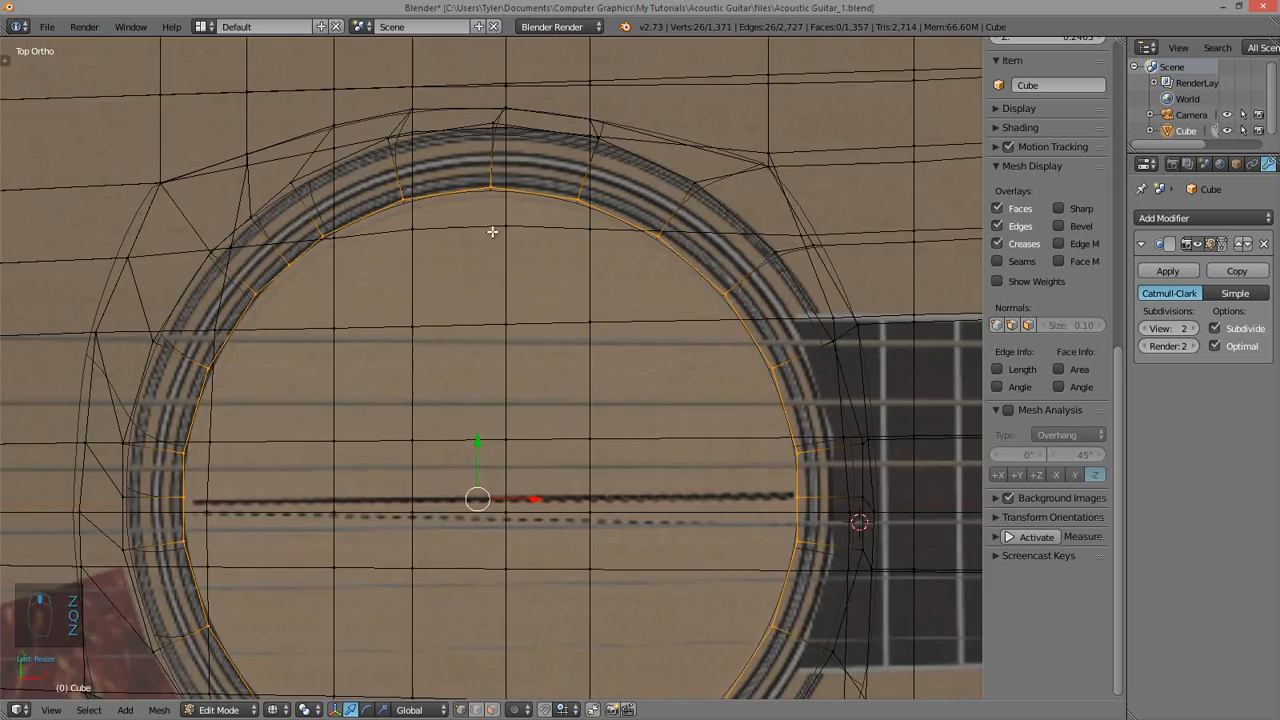 Blender* [C:\Users\Tyler\Documents\Computer Graphics\My Tutorials\Acoustic Guitar\files\Acoustic Guitar_1.blend]
File Render Window Help Default Scene Blender Render v2.73 | Verts:26/1,371 | Edges:26/2,727 | Faces:0/1,357 | Tris:2,714 | Mem:66.60M | Cube
View Search All Scen
Top Ortho
Item
Cube
Display
Shading
Motion Tracking
Mesh Display
Overlays:
Faces Sharp
Edges Bevel
Creases Edge M
Seams Face M
Show Weights
Normals:
Size: 0.10
Edge Info: Face Info:
Length Area
Angle Angle
Mesh Analysis
Type: Overhang
0° 45°
+X +Y +Z -X -Y -Z
Background Images
Transform Orientations
Activate Measure
Screencast Keys
Scene
RenderLay
World
Camera
Cube
Cube
Add Modifier
Apply Copy
Catmull-Clark Simple
Subdivisions: Options:
View: 2 Subdivide
Render: 2 Optimal
Z
Q
Z
Last: Resize
(0) Cube
View Select Add Mesh Edit Mode Global